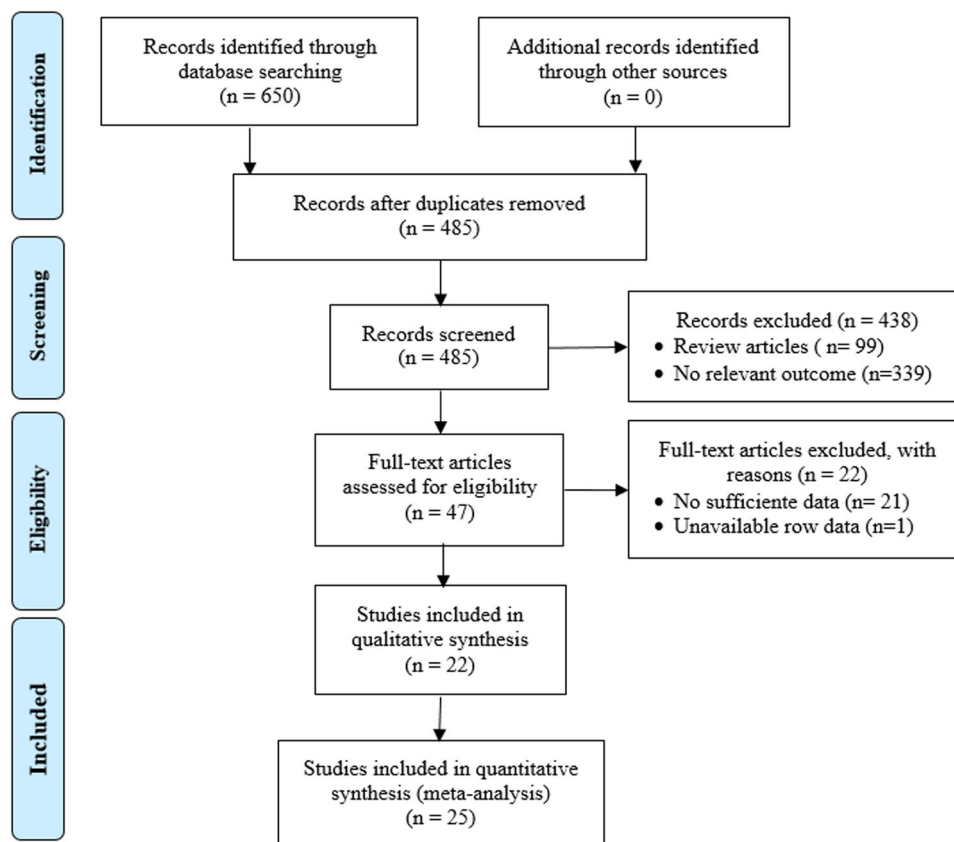 Identification
Records identified through
database searching
(n = 650)
Additional records identified
through other sources
(n = 0)
Records after duplicates removed
(n = 485)
Screening
Records screened
(n = 485)
Records excluded (n = 438)
• Review articles ( n= 99)
• No relevant outcome (n=339)
Eligibility
Full-text articles
assessed for eligibility
(n = 47)
Full-text articles excluded, with
reasons (n = 22)
• No sufficiente data (n= 21)
• Unavailable row data (n=1)
Included
Studies included in
qualitative synthesis
(n = 22)
Studies included in quantitative
synthesis (meta-analysis)
(n = 25)